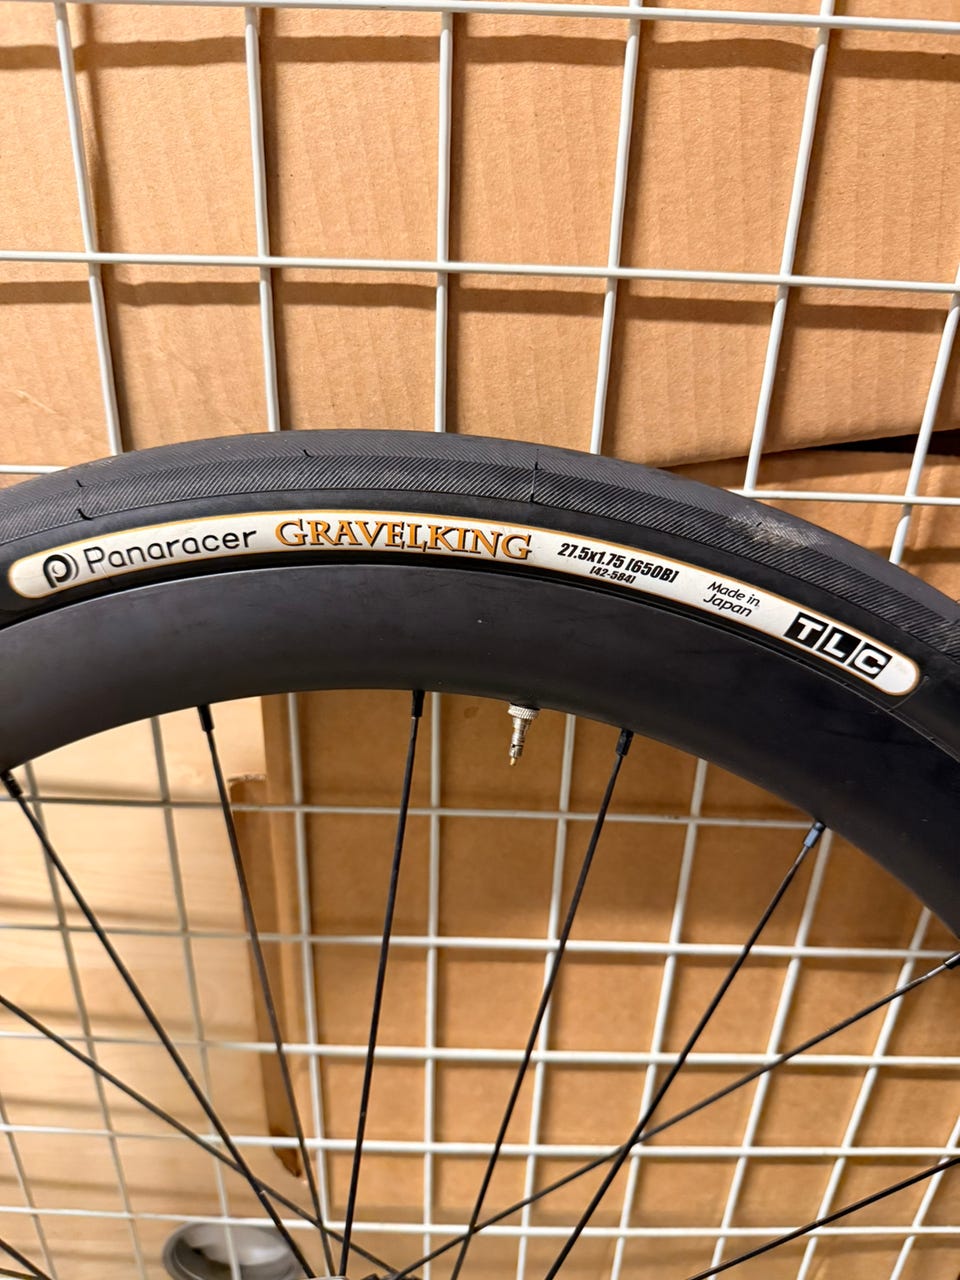 Panaracer GRAVELKING 27.5x1.75 [650B]
[42-584]
Made in
Japan
TLC